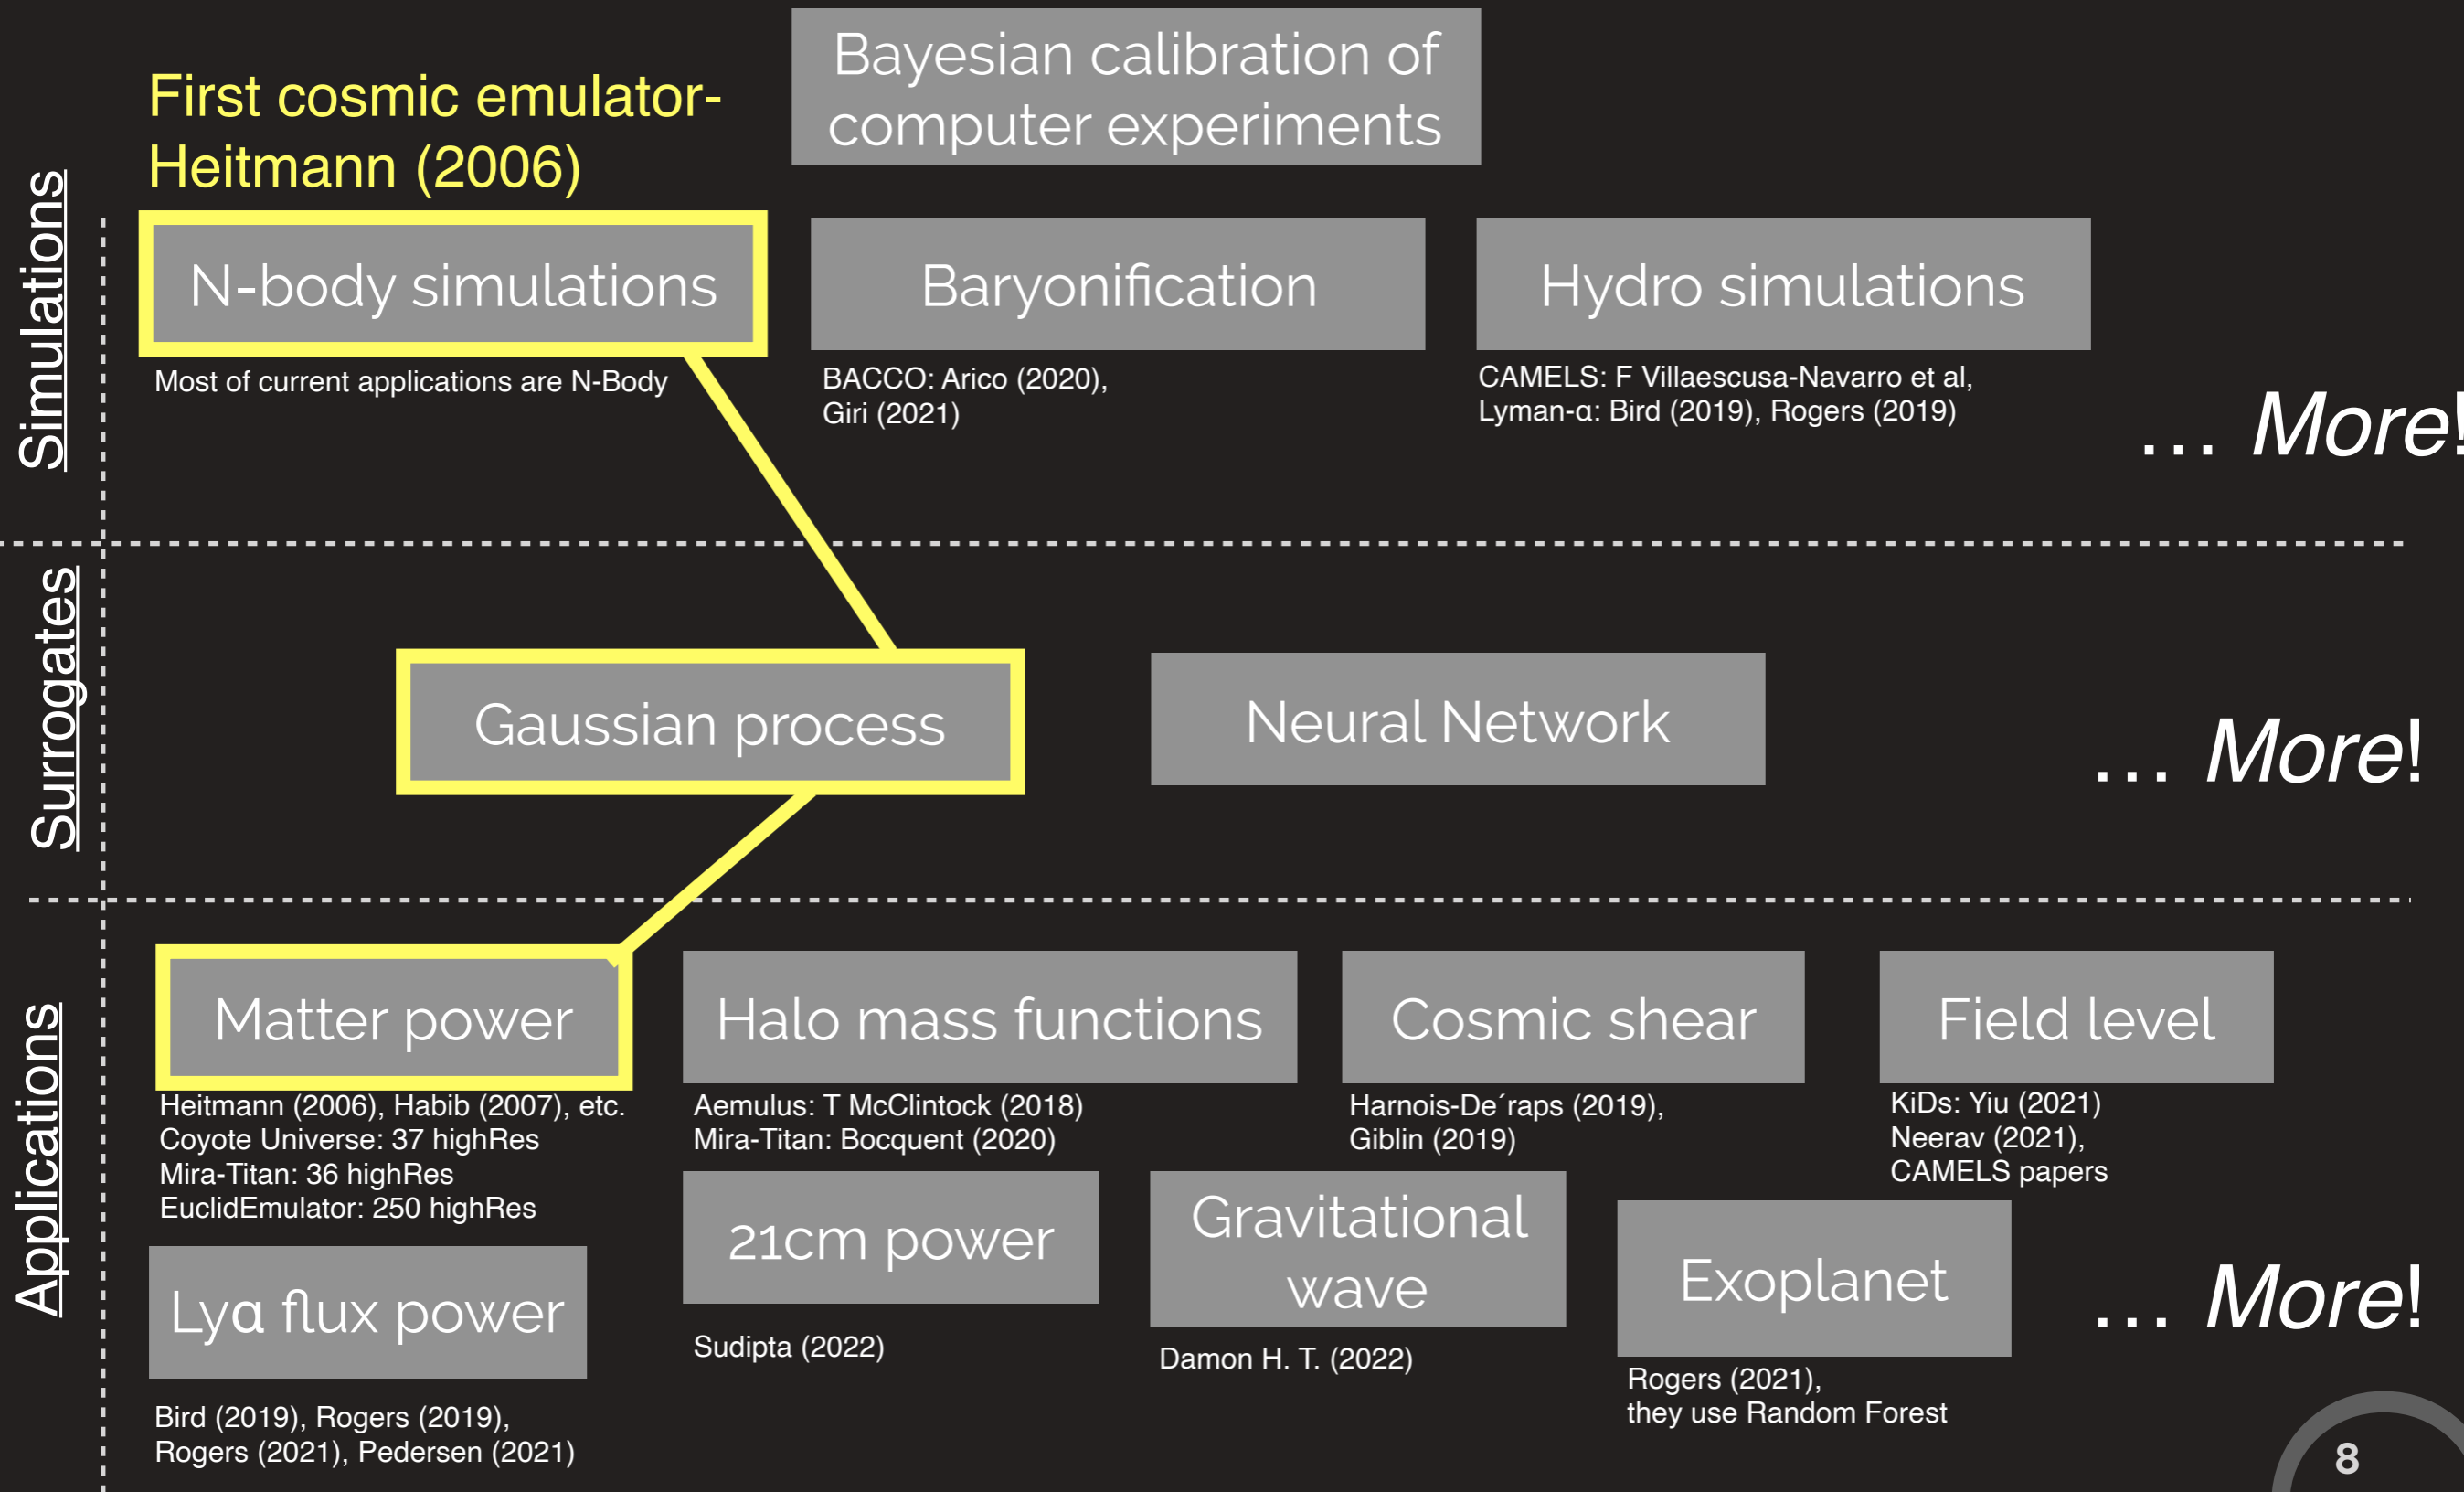 Bayesian calibration of
computer experiments
First cosmic emulator-
Heitmann (2006)
Simulations
N-body simulations
Most of current applications are N-Body
Baryonification
BACCO: Arico (2020),
Giri (2021)
Hydro simulations
CAMELS: F Villaescusa-Navarro et al,
Lyman-α: Bird (2019), Rogers (2019)
... More!
Surrogates
Gaussian process
Neural Network
... More!
Applications
Matter power
Heitmann (2006), Habib (2007), etc.
Coyote Universe: 37 highRes
Mira-Titan: 36 highRes
EuclidEmulator: 250 highRes
Halo mass functions
Aemulus: T McClintock (2018)
Mira-Titan: Bocquent (2020)
Cosmic shear
Harnois-De´raps (2019),
Giblin (2019)
Field level
KiDs: Yiu (2021)
Neerav (2021),
CAMELS papers
Lyα flux power
Bird (2019), Rogers (2019),
Rogers (2021), Pedersen (2021)
21cm power
Sudipta (2022)
Gravitational
wave
Damon H. T. (2022)
Exoplanet
Rogers (2021),
they use Random Forest
... More!
8